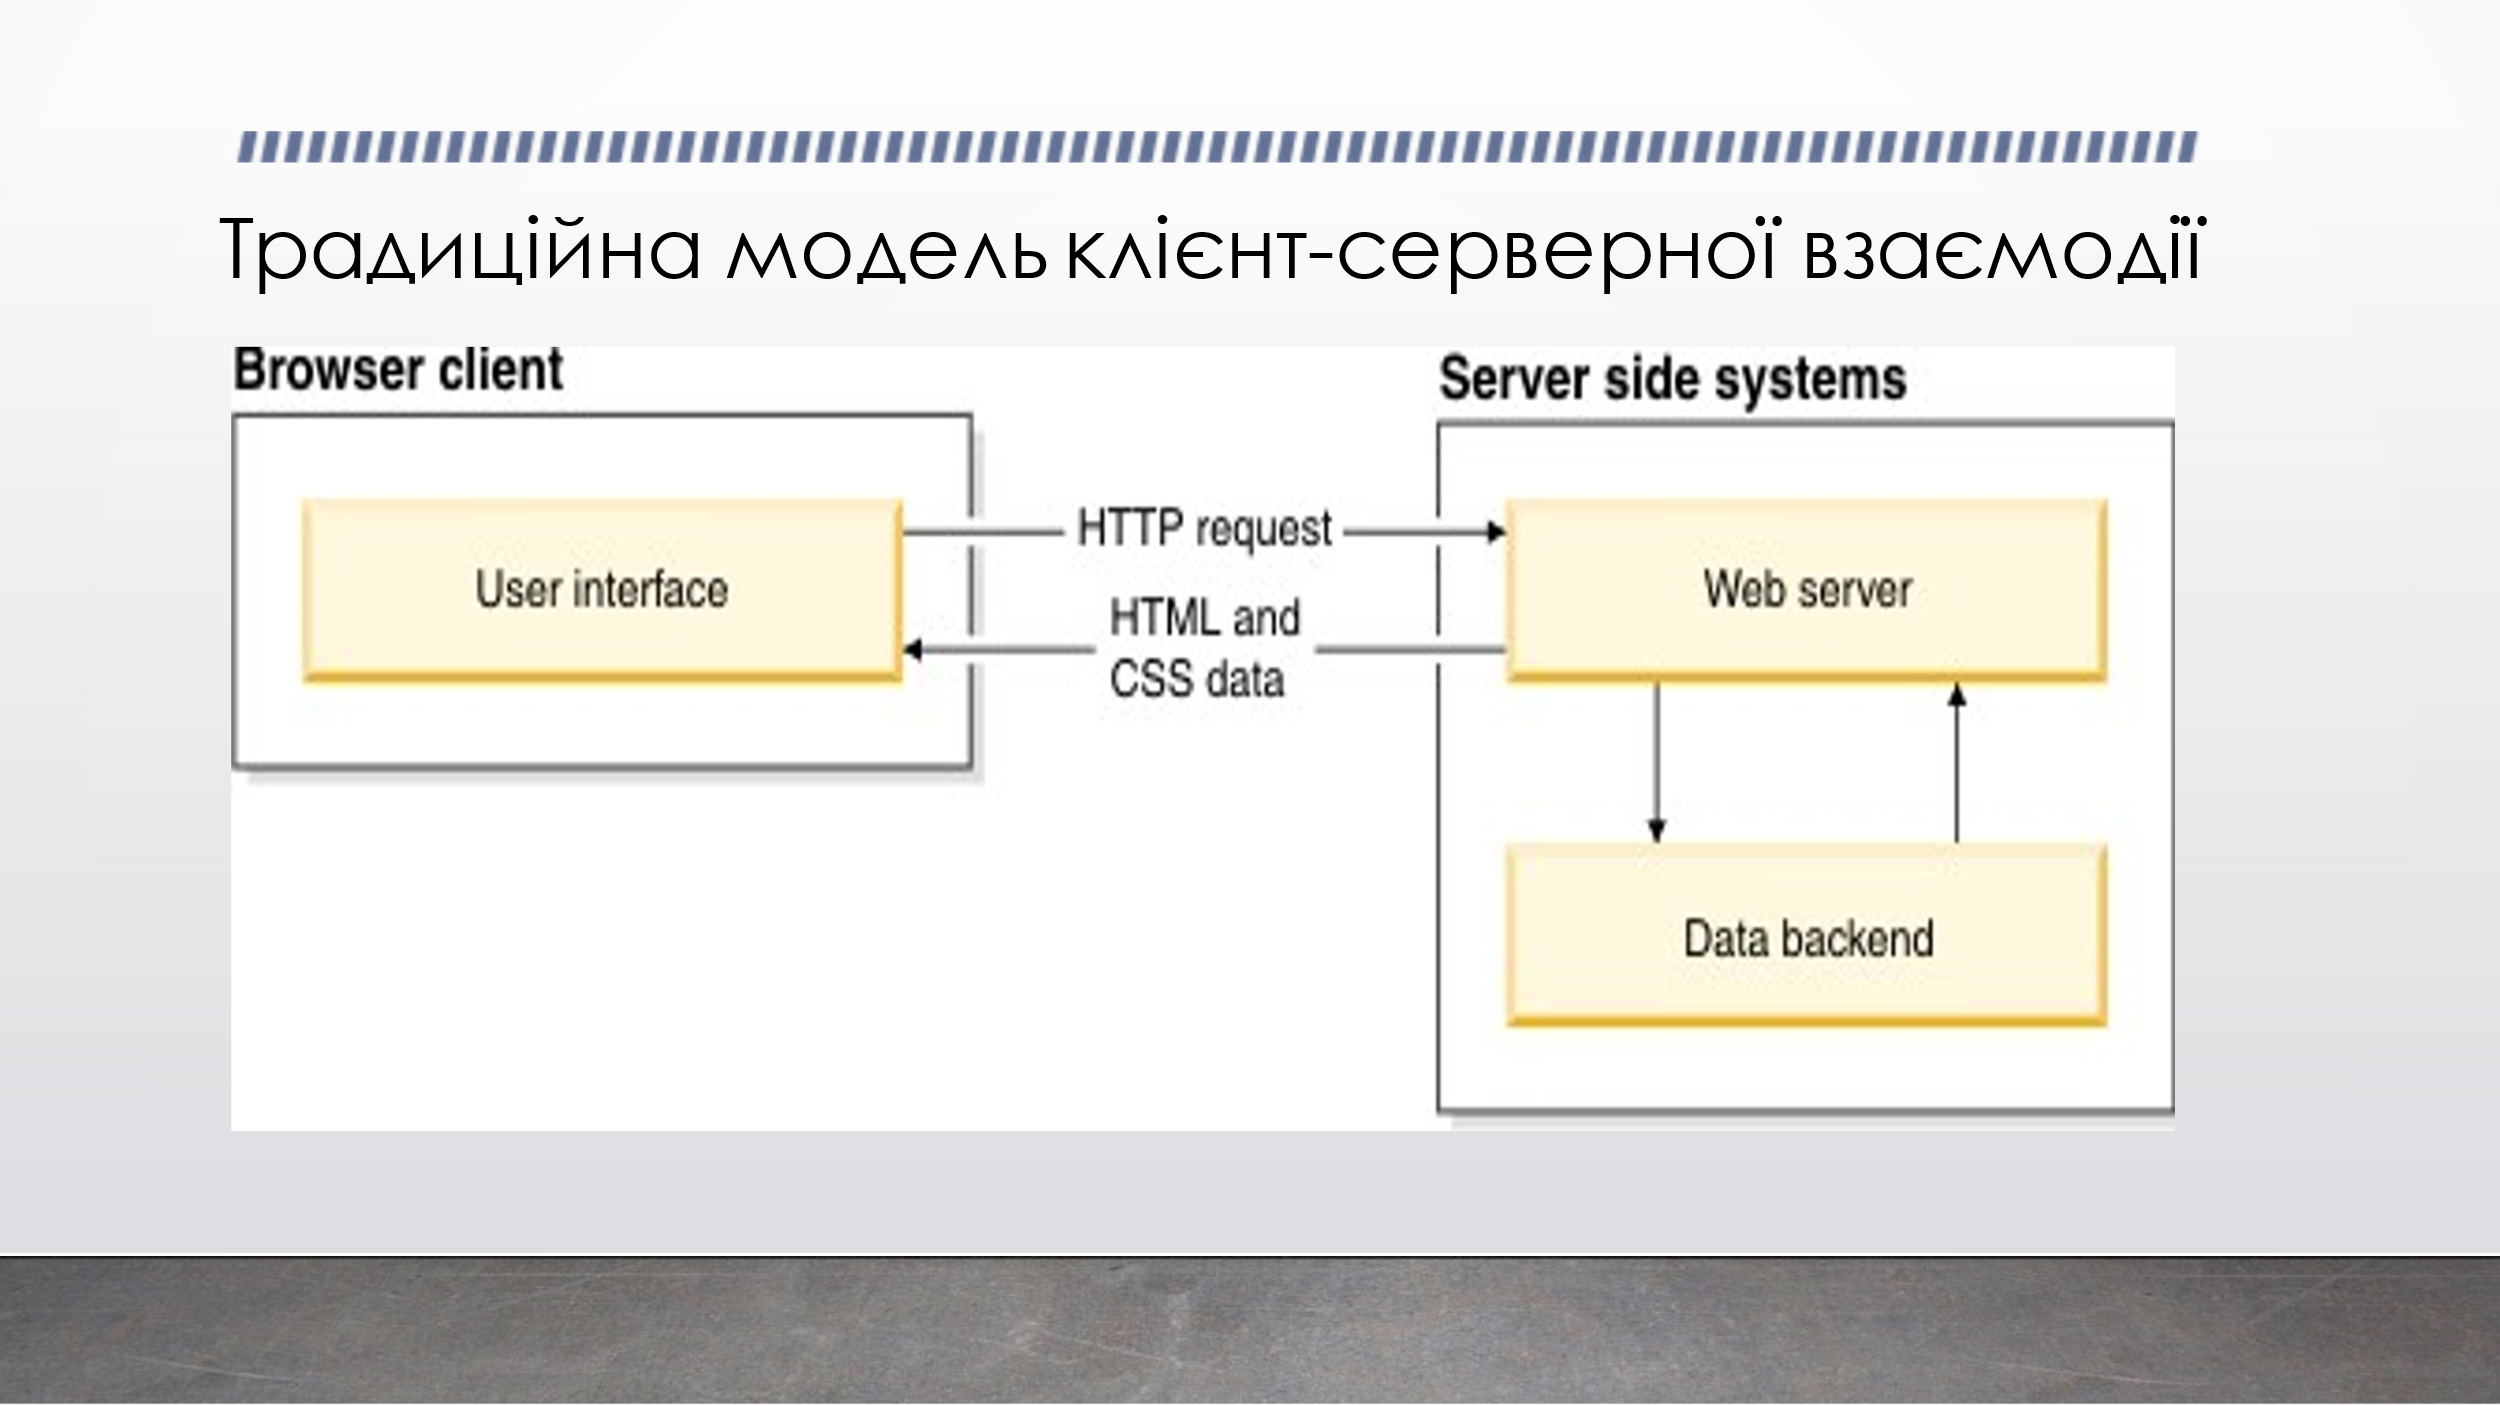 Традиційна модель клієнт-серверної взаємодії
Browser client
Server side systems
User interface
HTTP request
HTML and
CSS data
Web server
Data backend